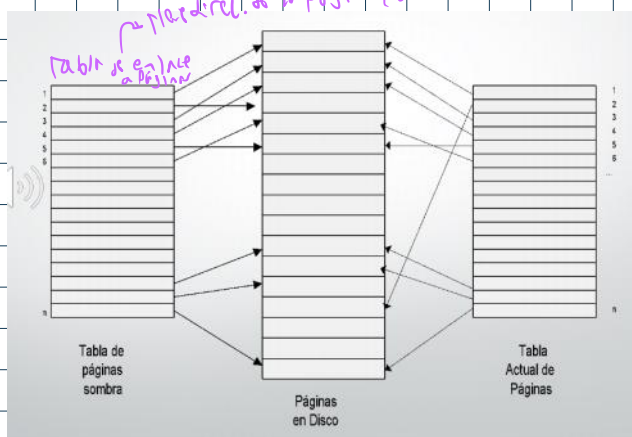 Tabla de enlace
a página
1
2
3
4
5
6
n
1
2
3
4
5
6
...
n
Tabla de
páginas
sombra
Páginas
en Disco
Tabla
Actual de
Páginas